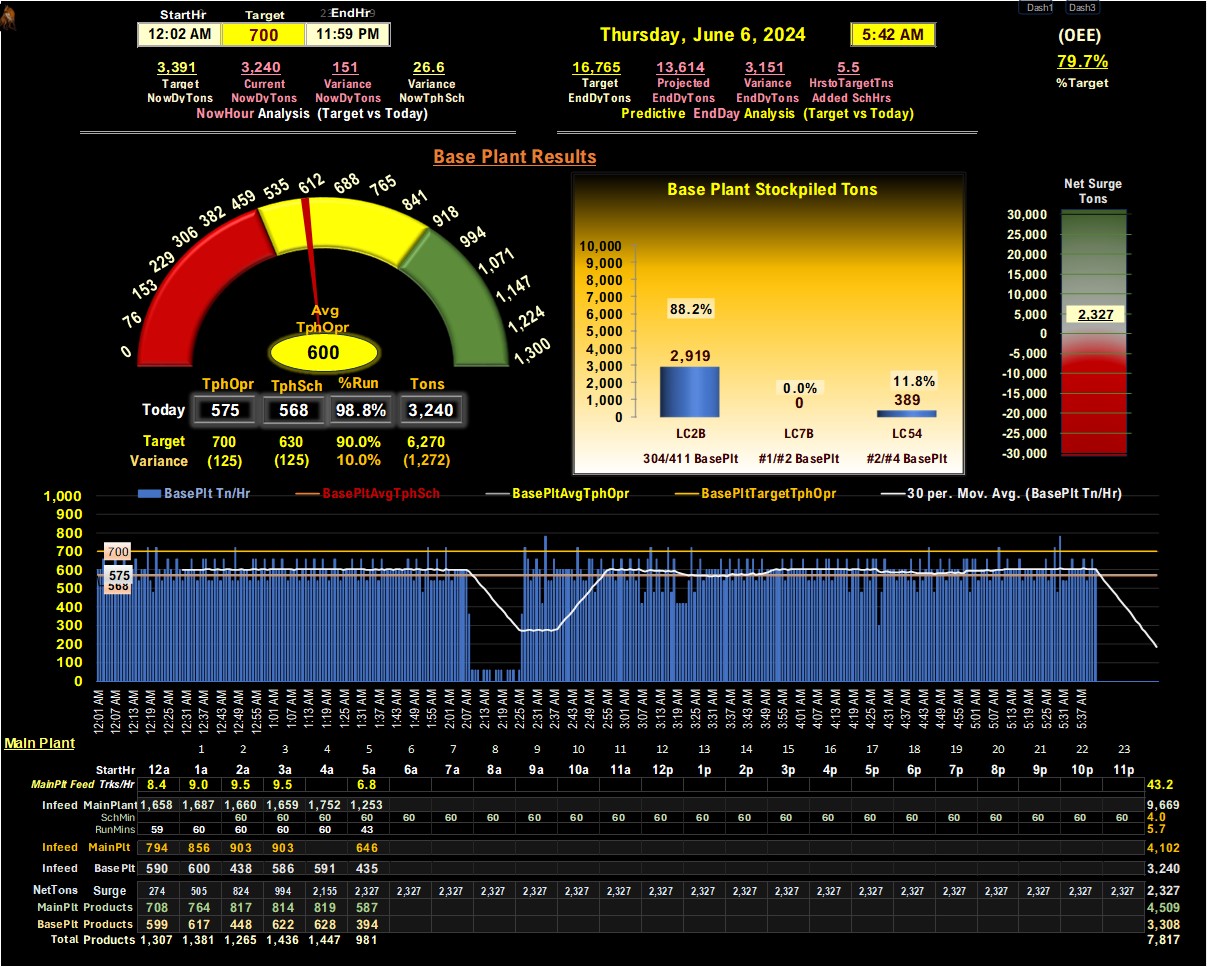 StartHr Target EndHr
12:02 AM 700 11:59 PM
Thursday, June 6, 2024 5:42 AM
Dash1 Dash3
(OEE)
79.7%
%Target
3,391 3,240 151 26.6
Target Current Variance Variance
NowDyTons NowDyTons NowDyTons NowTphSch
NowHour Analysis (Target vs Today)
16,765 13,614 3,151 5.5
Target Projected Variance HrstoTargetTns
EndDyTons EndDyTons EndDyTons Added SchHrs
Predictive EndDay Analysis (Target vs Today)
Base Plant Results
0 76 153 229 306 382 459 535 612 688 765 841 918 994 1,071 1,147 1,224 1,300
Avg
TphOpr
600
TphOpr TphSch %Run Tons
Today 575 568 98.8% 3,240
Target 700 630 90.0% 6,270
Variance (125) (125) 10.0% (1,272)
Base Plant Stockpiled Tons
10,000
9,000
8,000
7,000
6,000
5,000
4,000
3,000
2,000
1,000
0
88.2%
2,919
0.0%
0
11.8%
389
LC2B LC7B LC54
304/411 BasePlt #1/#2 BasePlt #2/#4 BasePlt
Net Surge
Tons
30,000
25,000
20,000
15,000
10,000
5,000
0
-5,000
-10,000
-15,000
-20,000
-25,000
-30,000
2,327
BasePlt Tn/Hr BasePltAvgTphSch BasePltAvgTphOpr BasePltTargetTphOpr 30 per. Mov. Avg. (BasePlt Tn/Hr)
1,000
900
800
700
600
500
400
300
200
100
0
700
575
568
12:01 AM 12:07 AM 12:13 AM 12:19 AM 12:25 AM 12:31 AM 12:37 AM 12:43 AM 12:49 AM 12:55 AM 1:01 AM 1:07 AM 1:13 AM 1:19 AM 1:25 AM 1:31 AM 1:37 AM 1:43 AM 1:49 AM 1:55 AM 2:01 AM 2:07 AM 2:13 AM 2:19 AM 2:25 AM 2:31 AM 2:37 AM 2:43 AM 2:49 AM 2:55 AM 3:01 AM 3:07 AM 3:13 AM 3:19 AM 3:25 AM 3:31 AM 3:37 AM 3:43 AM 3:49 AM 3:55 AM 4:01 AM 4:07 AM 4:13 AM 4:19 AM 4:25 AM 4:31 AM 4:37 AM 4:43 AM 4:49 AM 4:55 AM 5:01 AM 5:07 AM 5:13 AM 5:19 AM 5:25 AM 5:31 AM 5:37 AM
Main Plant
1 2 3 4 5 6 7 8 9 10 11 12 13 14 15 16 17 18 19 20 21 22 23
StartHr 12a 1a 2a 3a 4a 5a 6a 7a 8a 9a 10a 11a 12p 1p 2p 3p 4p 5p 6p 7p 8p 9p 10p 11p
MainPlt Feed Trks/Hr 8.4 9.0 9.5 9.5 6.8 43.2
Infeed MainPlant 1,658 1,687 1,660 1,659 1,752 1,253 9,669
SchMin 60 60 60 60 60 60 60 60 60 60 60 60 60 60 60 60 60 60 60 60 60 60 4.0
RunMins 59 60 60 60 60 43 5.7
Infeed MainPlt 794 856 903 903 646 4,102
Infeed BasePlt 590 600 438 586 591 435 3,240
NetTons Surge 274 505 824 994 2,155 2,327 2,327 2,327 2,327 2,327 2,327 2,327 2,327 2,327 2,327 2,327 2,327 2,327 2,327 2,327 2,327 2,327 2,327 2,327 2,327
MainPlt Products 708 764 817 814 819 587 4,509
BasePlt Products 599 617 448 622 628 394 3,308
Total Products 1,307 1,381 1,265 1,436 1,447 981 7,817